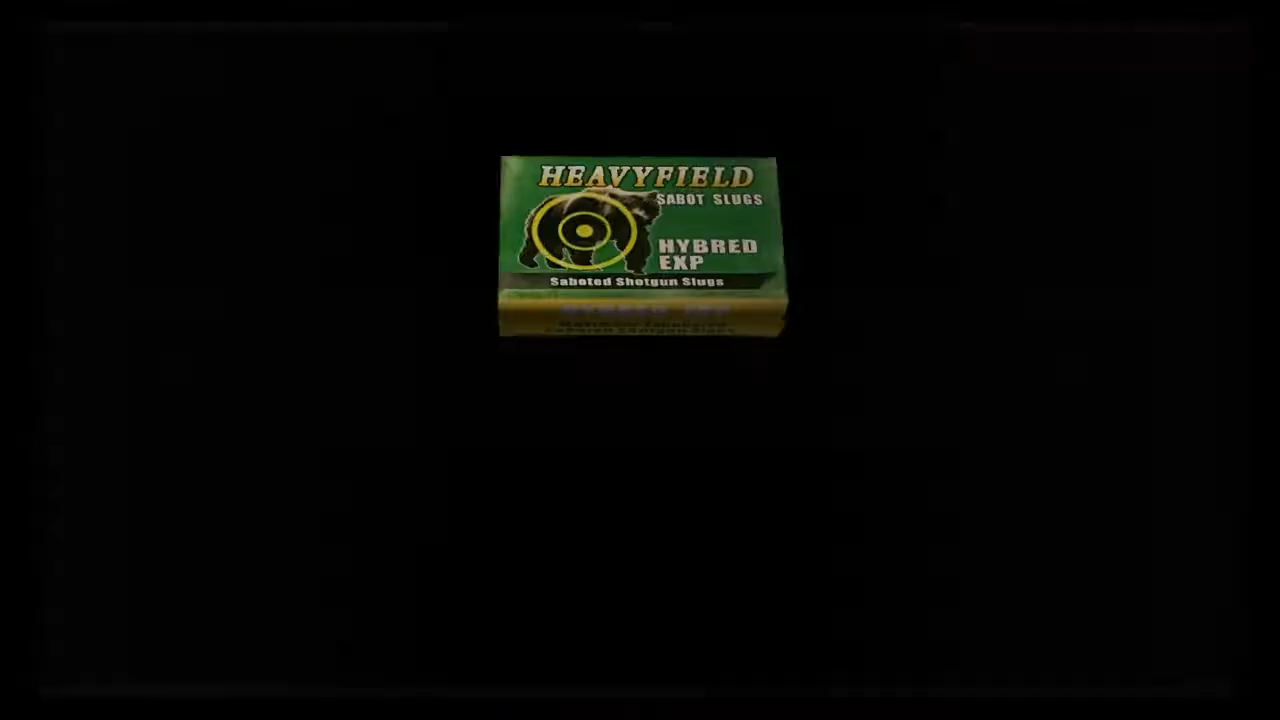 HEAVYFIELD
SABOT SLUGS
HYBRED
EXP
Saboted Shotgun Slugs